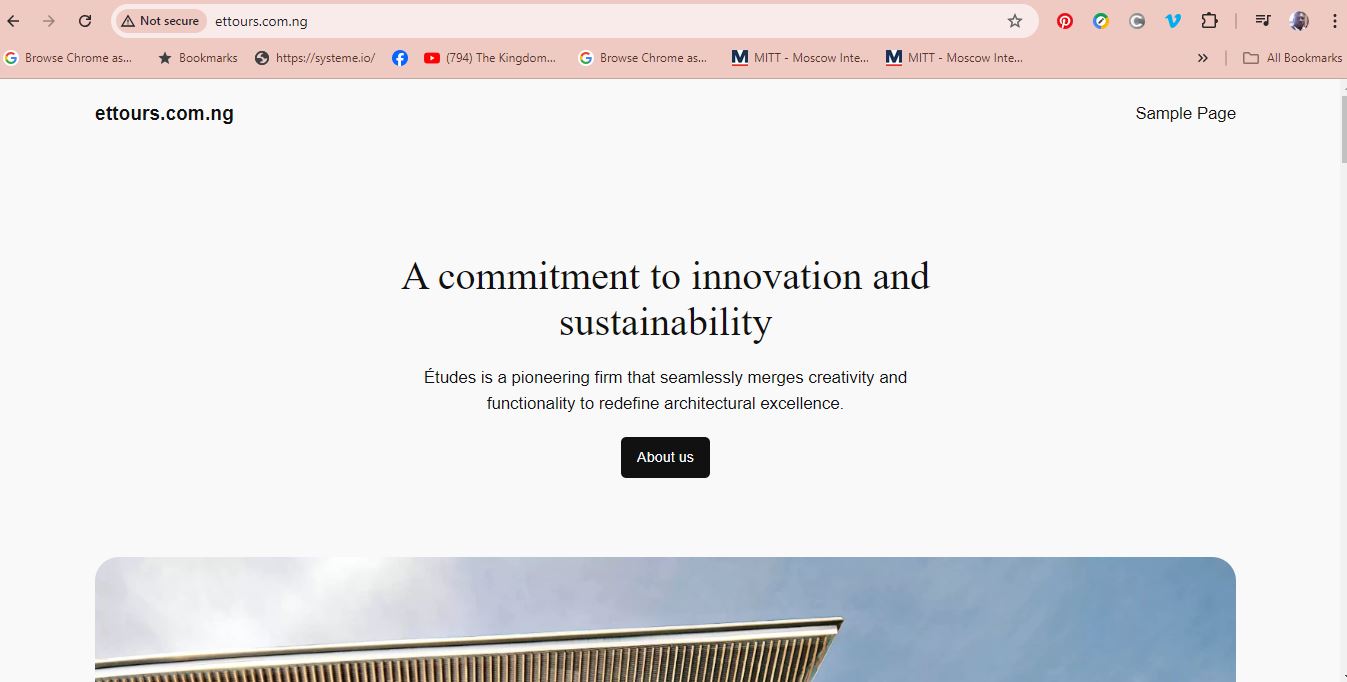 Not secure
ettours.com.ng
Browse Chrome as...
Bookmarks
https://systeme.io/
(794) The Kingdom...
Browse Chrome as...
MITT - Moscow Inte...
MITT - Moscow Inte...
»
All Bookmarks
ettours.com.ng
Sample Page
A commitment to innovation and
sustainability
Études is a pioneering firm that seamlessly merges creativity and
functionality to redefine architectural excellence.
About us